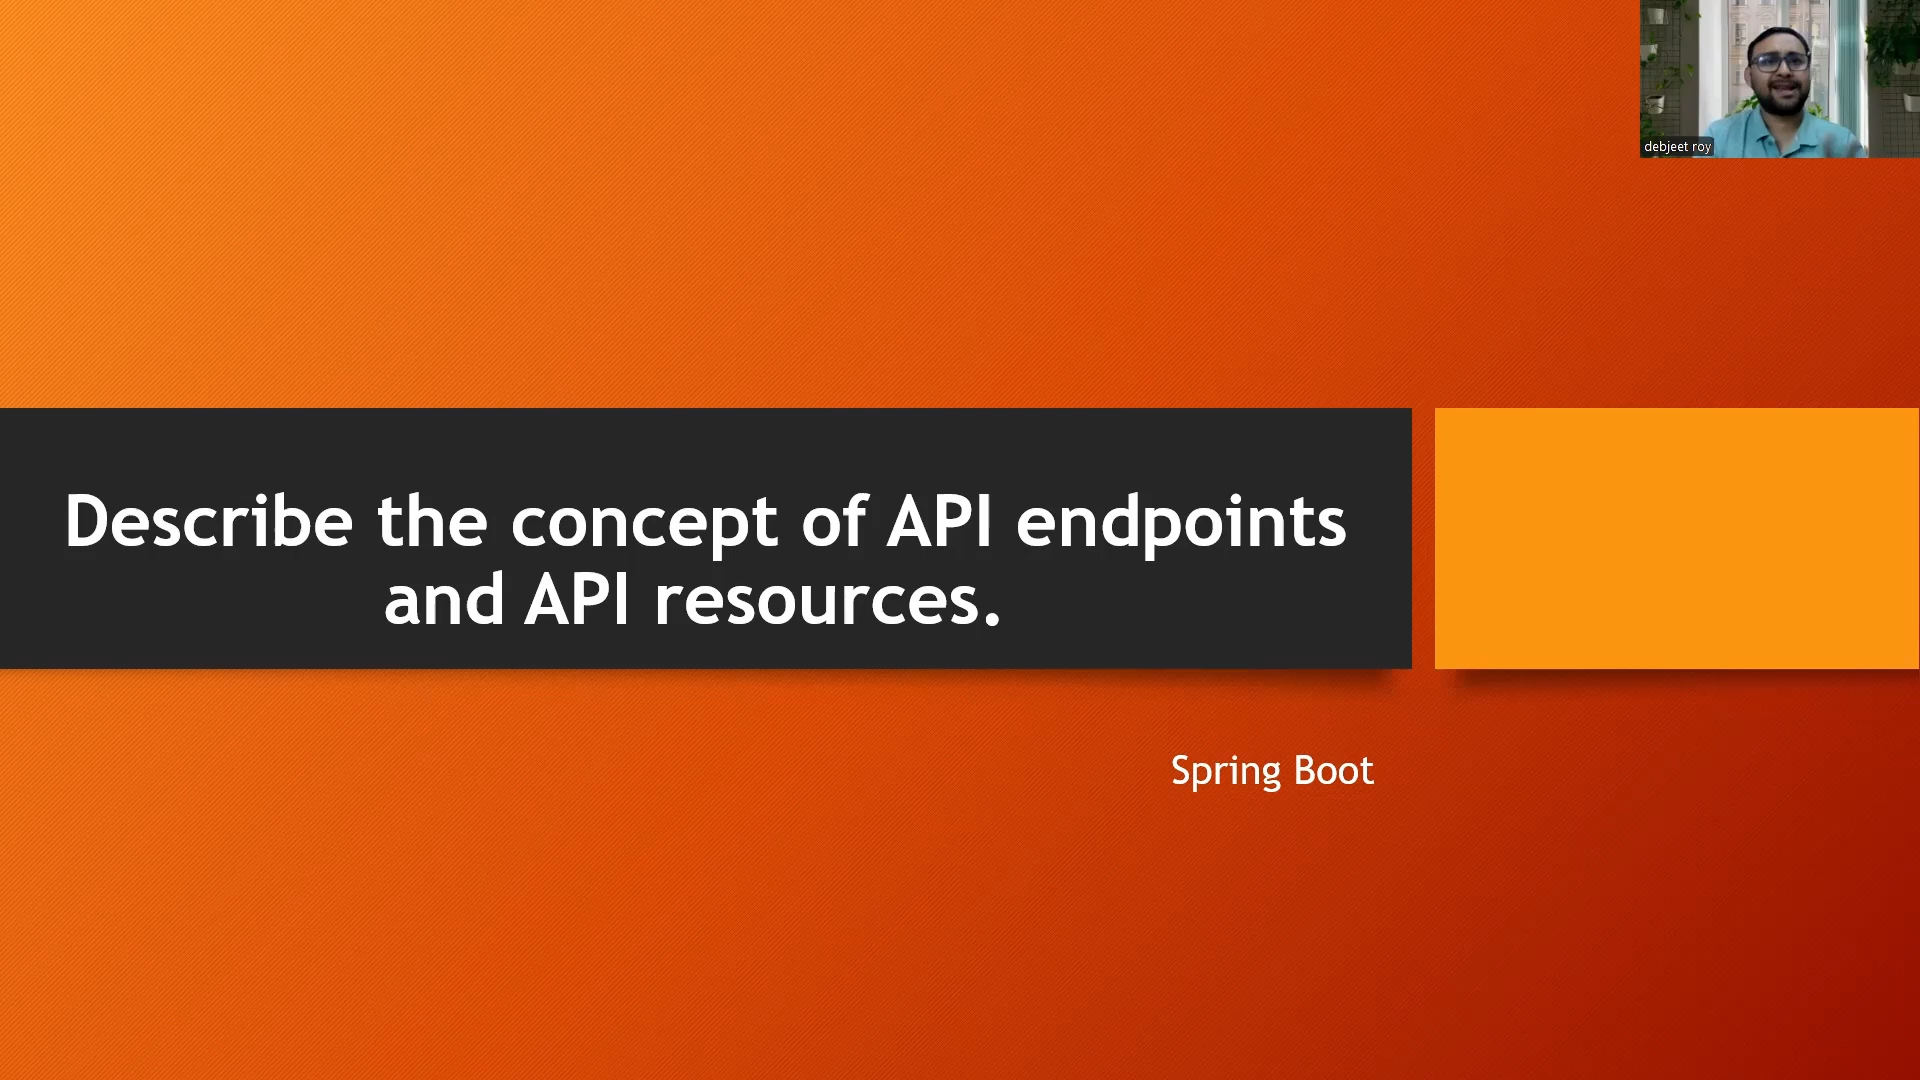 debjeet roy
Describe the concept of API endpoints
and API resources.
Spring Boot